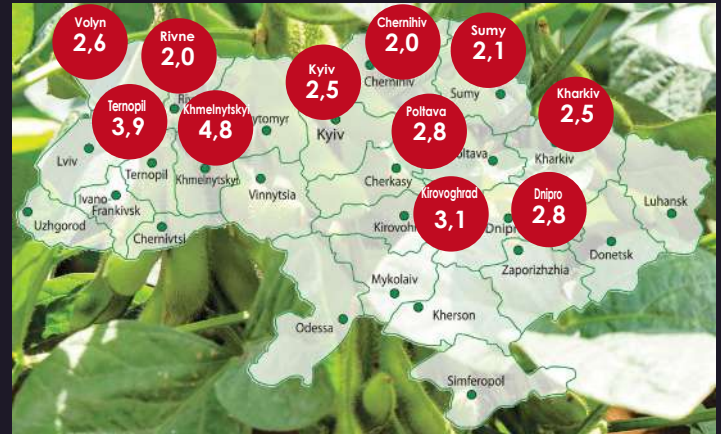 Volyn
2,6
Rivne
2,0
Chernihiv
2,0
Sumy
2,1
Kyiv
2,5
Chernihiv
Sumy
Kharkiv
2,5
Ternopil
3,9
Khmelnytskyi
4,8
Poltava
2,8
Kyiv
Kharkiv
Lviv
Ternopil
Khmelnytskyi
Vinnytsia
Cherkasy
Ivano-
Frankivsk
Kirovoghrad
3,1
Dnipro
2,8
Luhansk
Uzhgorod
Chernivtsi
Donetsk
Zaporizhzhia
Mykolaiv
Kherson
Odessa
Simferopol